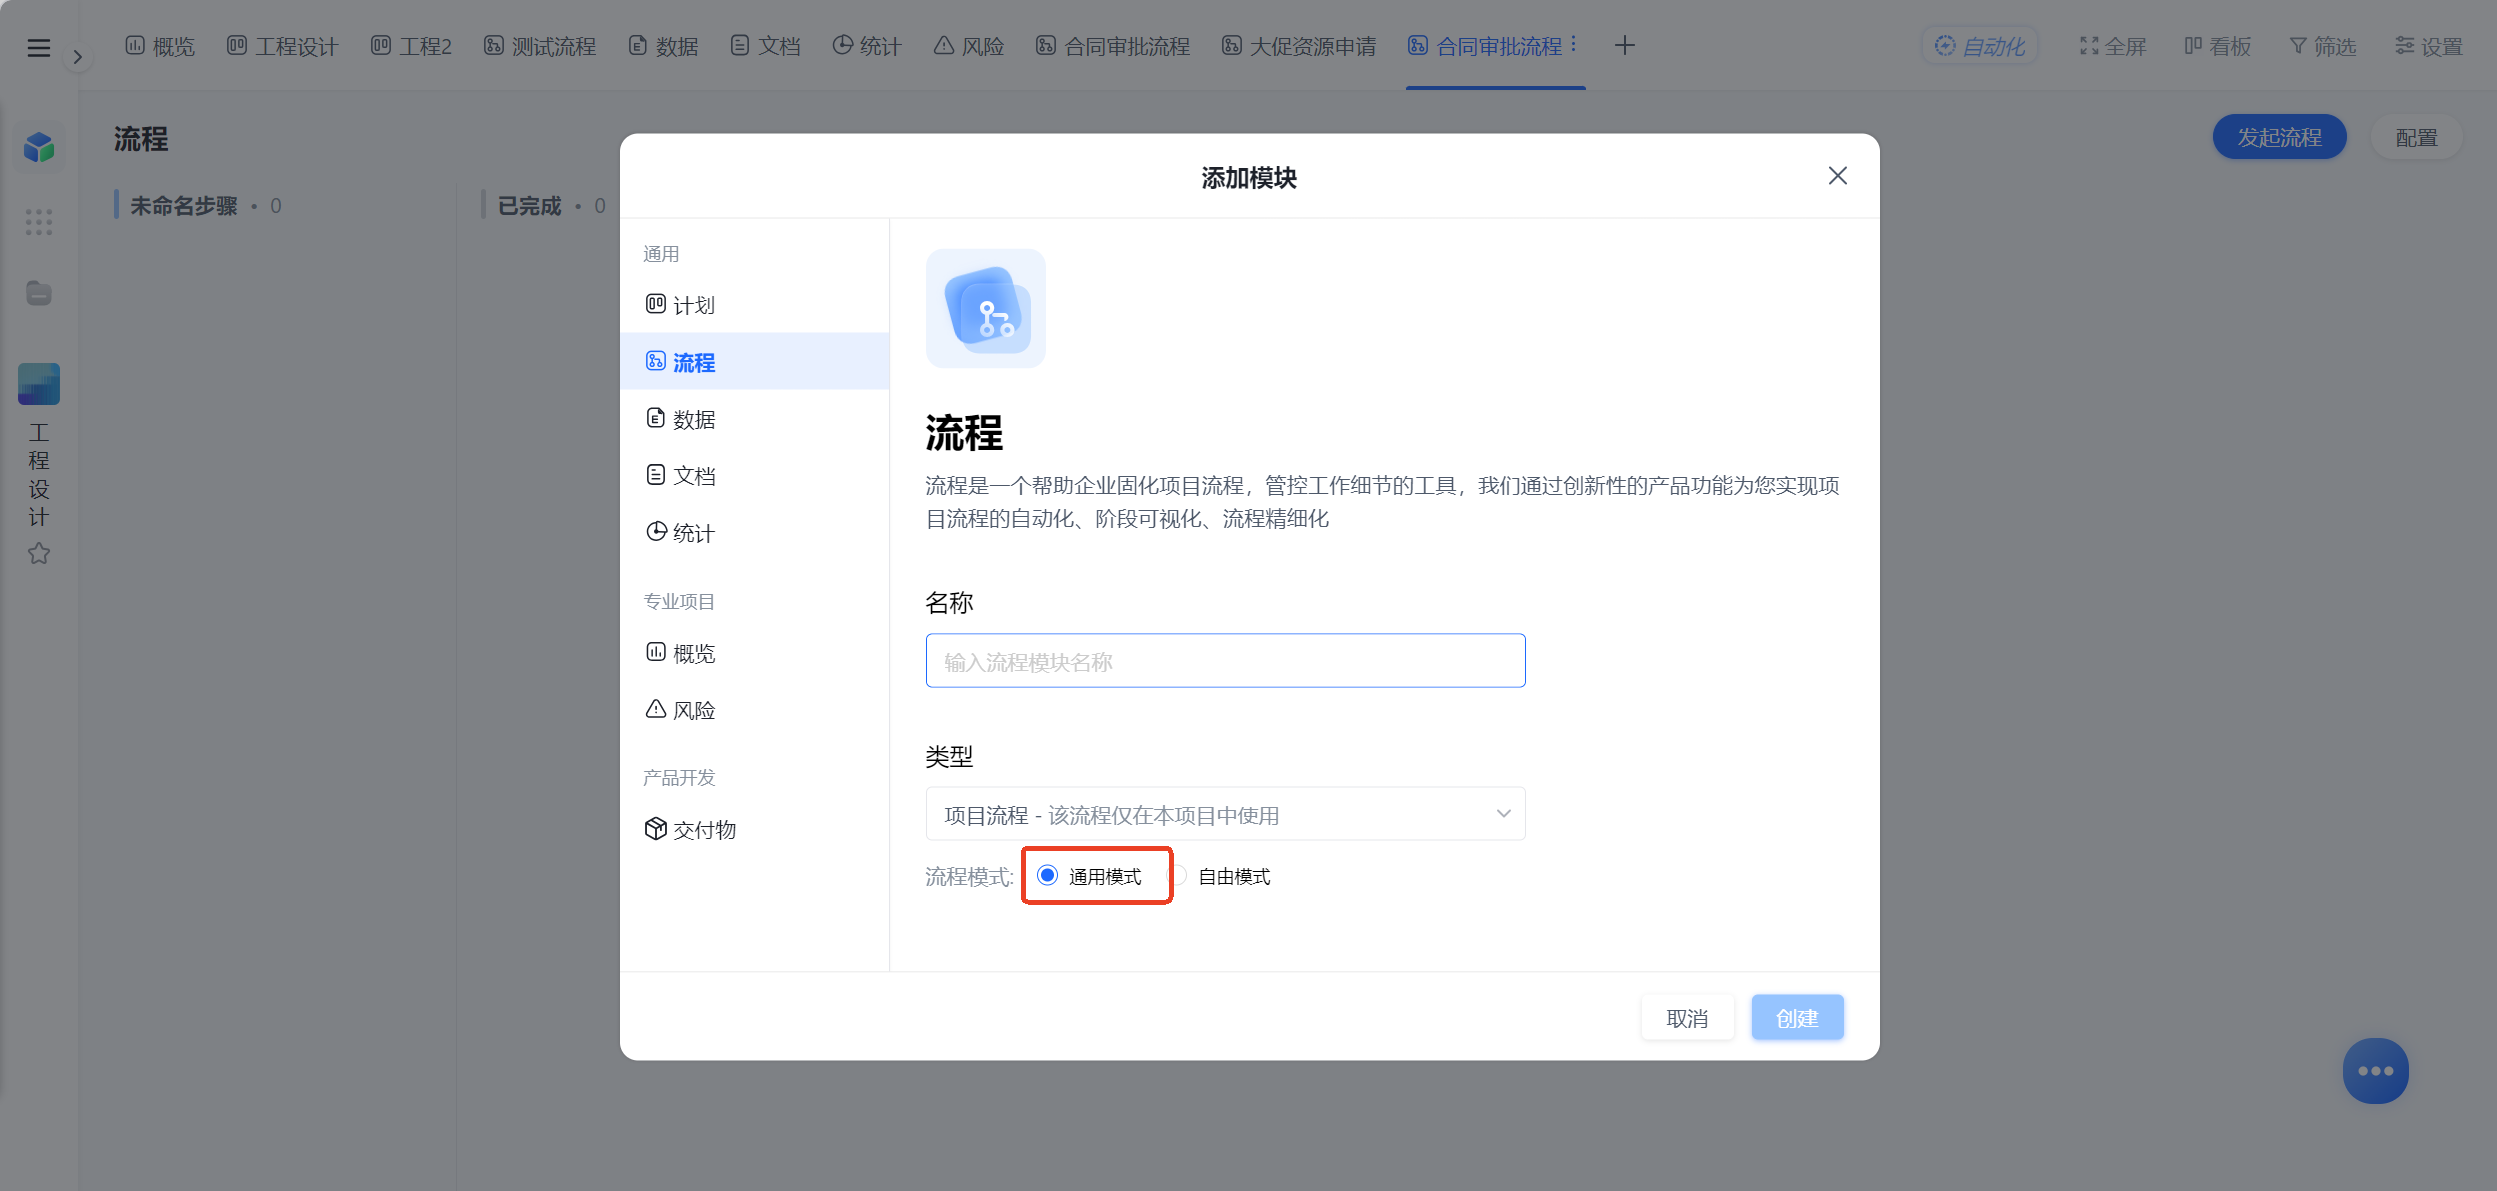 概览 工程设计 工程2 测试流程 数据 文档 统计 风险 合同审批流程 大促资源申请 合同审批流程 自动化 全屏 看板 筛选 设置
流程 发起流程 配置
未命名步骤 • 0 已完成 • 0
工
程
设
计
添加模块
通用
计划
流程
数据
文档
统计
专业项目
概览
风险
产品开发
交付物
流程
流程是一个帮助企业固化项目流程，管控工作细节的工具，我们通过创新性的产品功能为您实现项
目流程的自动化、阶段可视化、流程精细化
名称
输入流程模块名称
类型
项目流程 - 该流程仅在本项目中使用
流程模式: 通用模式 自由模式
取消 创建